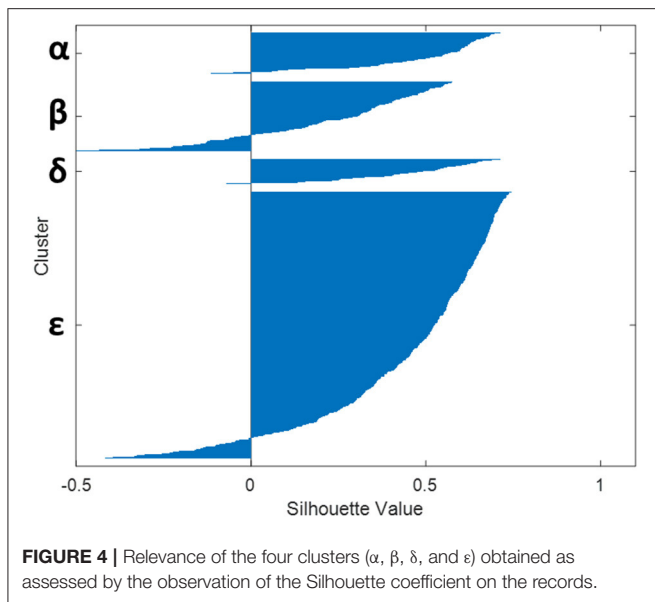 α
β
δ
ε
Cluster
-0.5 0 0.5 1
Silhouette Value
FIGURE 4 | Relevance of the four clusters (α, β, δ, and ε) obtained as
assessed by the observation of the Silhouette coefficient on the records.